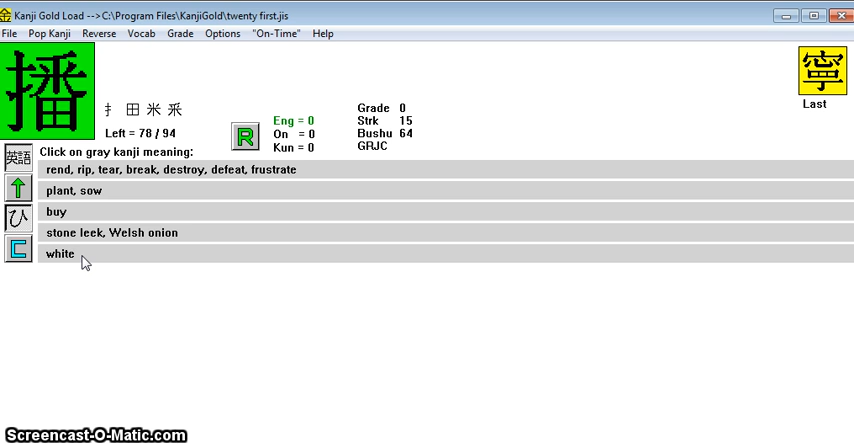 金 Kanji Gold Load -->C:\Program Files\KanjiGold\twenty first.jis
File Pop Kanji Reverse Vocab Grade Options "On-Time" Help
播
扌 田 米 釆
Left = 78 / 94
R
Eng = 0
On = 0
Kun = 0
Grade 0
Strk 15
Bushu 64
GRJC
寧
Last
英語
Click on gray kanji meaning:
rend, rip, tear, break, destroy, defeat, frustrate
plant, sow
ひ
buy
stone leek, Welsh onion
white
Screencast-O-Matic.com